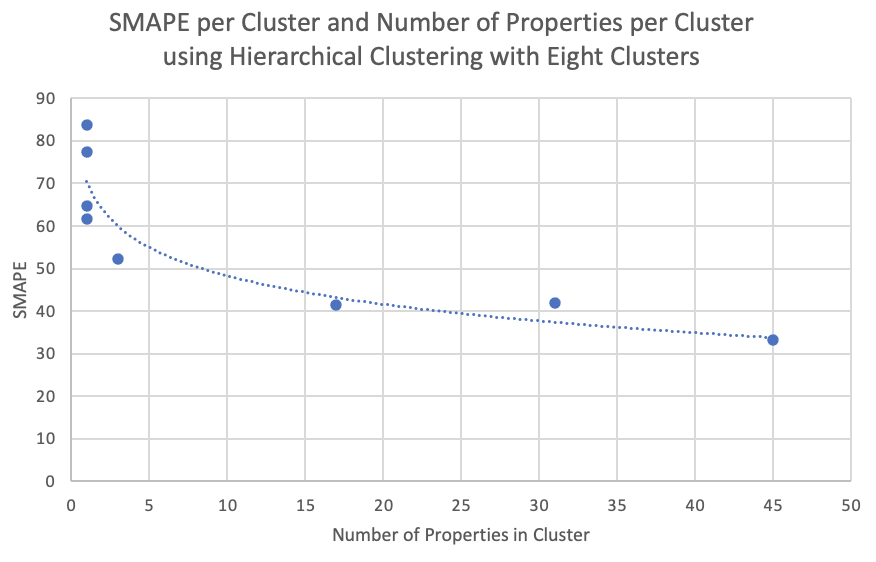 SMAPE per Cluster and Number of Properties per Cluster
using Hierarchical Clustering with Eight Clusters
90
80
70
60
50
40
30
20
10
0
SMAPE
0 5 10 15 20 25 30 35 40 45 50
Number of Properties in Cluster